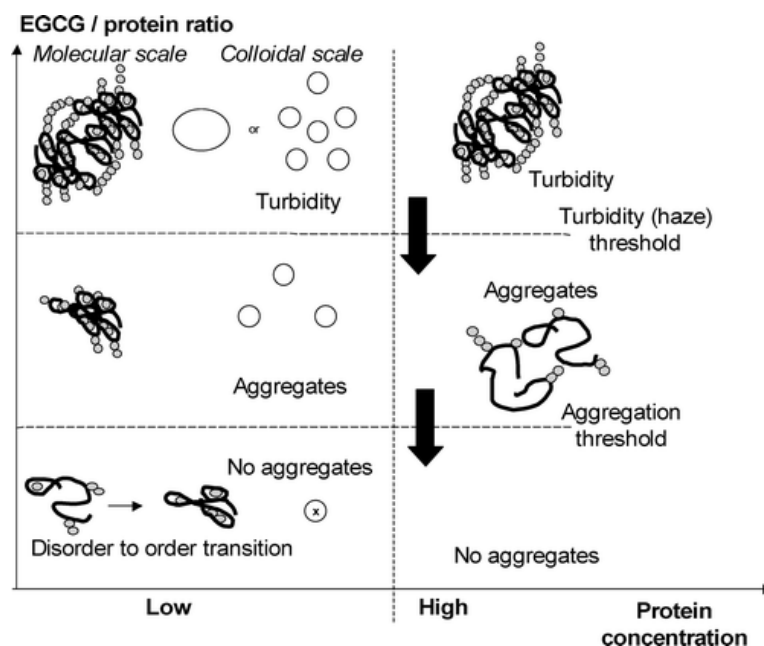 EGCG / protein ratio
Molecular scale
Colloidal scale
or
Turbidity
Turbidity
Turbidity (haze)
threshold
Aggregates
Aggregates
Aggregation
threshold
No aggregates
x
Disorder to order transition
No aggregates
Low
High
Protein
concentration